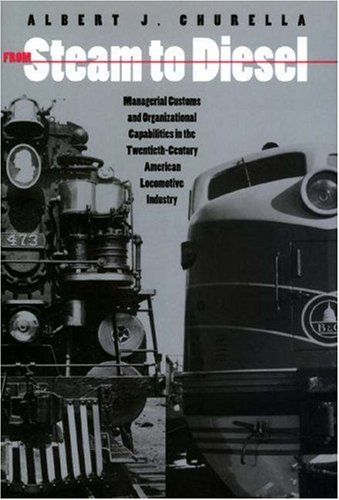 ALBERT J. CHURELLA
FROM Steam to Diesel
Managerial Customs
and Organizational
Capabilities in the
Twentieth-Century
American
Locomotive
Industry
473
B&O